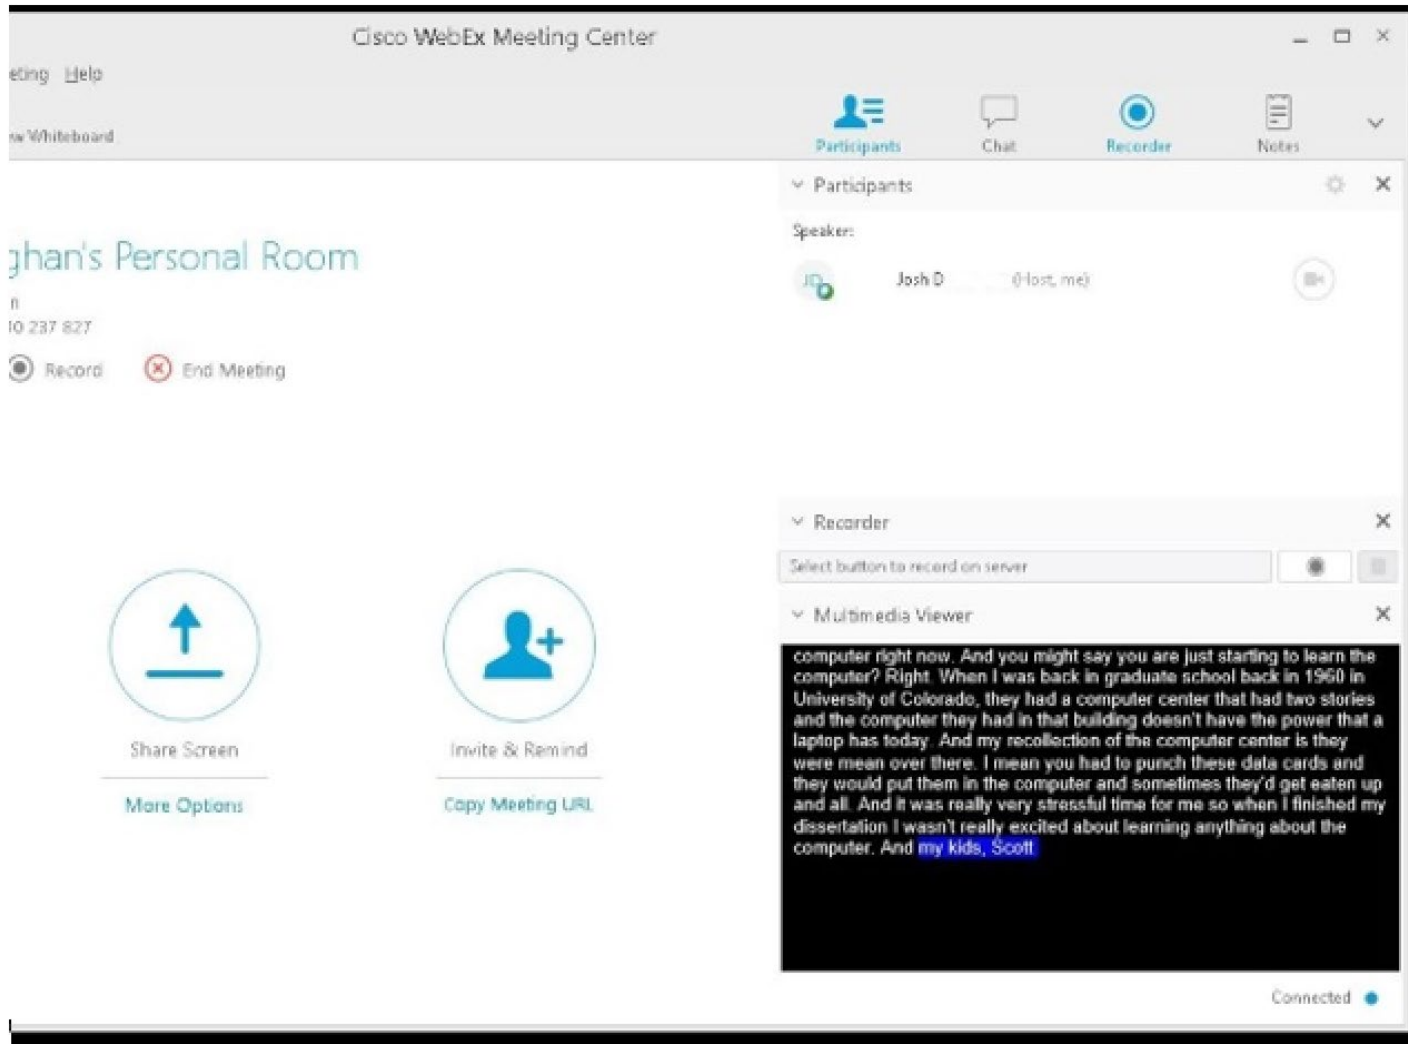 Cisco WebEx Meeting Center
eting Help
Participants Chat Recorder Notes
ew Whiteboard
Participants
Speaker:
ghan's Personal Room
JD Josh D (Host, me)
n
10 237 827
Record End Meeting
Recorder
Select button to record on server
Multimedia Viewer
computer right now. And you might say you are just starting to learn the
computer? Right. When I was back in graduate school back in 1960 in
University of Colorado, they had a computer center that had two stories
and the computer they had in that building doesn't have the power that a
laptop has today. And my recollection of the computer center is they
were mean over there. I mean you had to punch these data cards and
they would put them in the computer and sometimes they'd get eaten up
and all. And it was really very stressful time for me so when I finished my
dissertation I wasn't really excited about learning anything about the
computer. And my kids, Scott
Share Screen Invite & Remind
More Options Copy Meeting URL
Connected